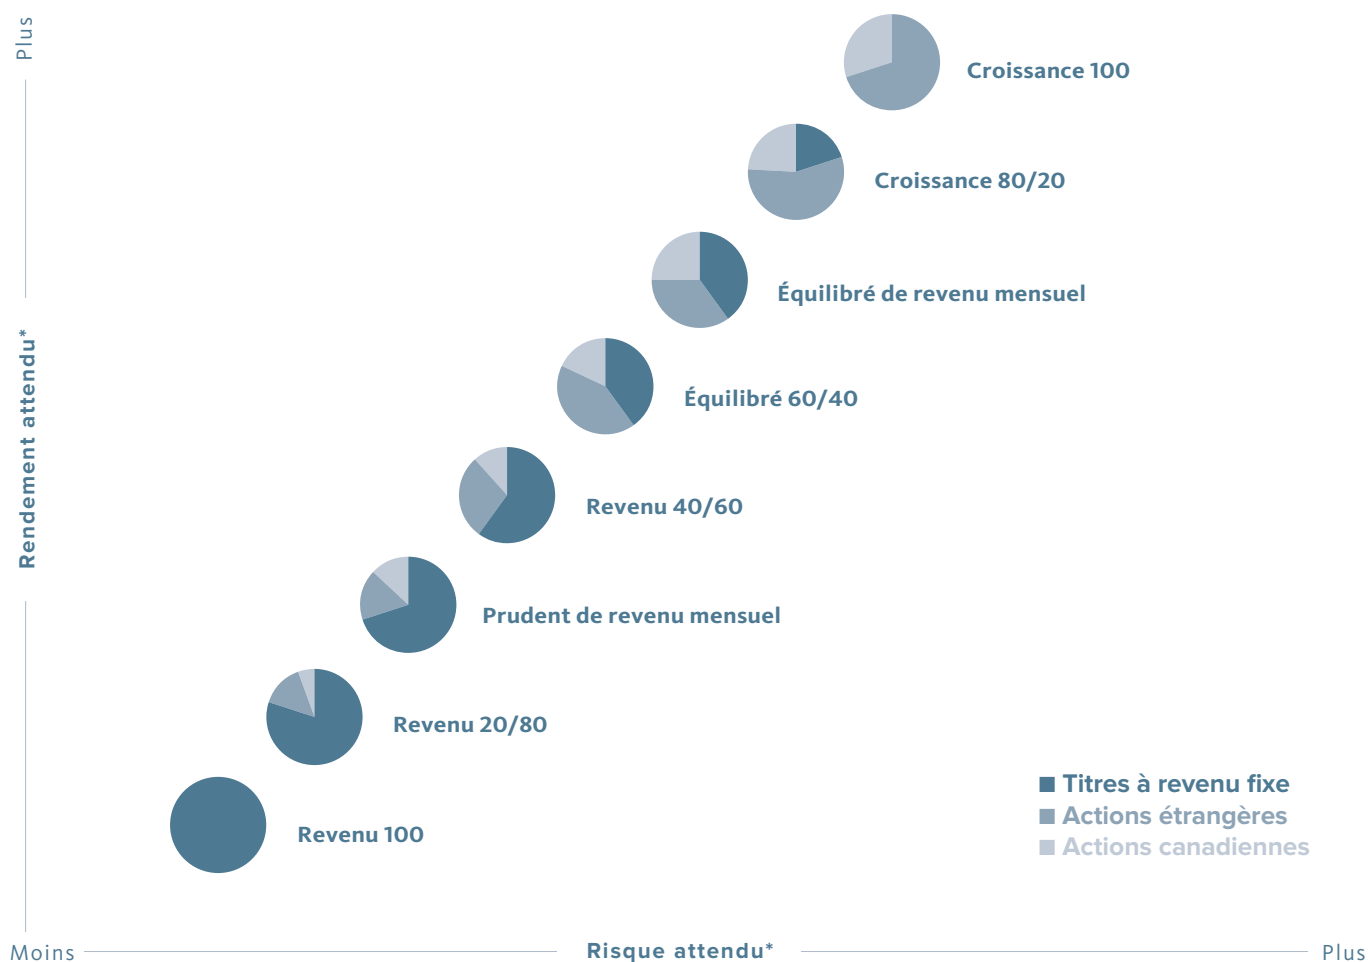 Plus
Croissance 100
Croissance 80/20
Équilibré de revenu mensuel
Rendement attendu*
Équilibré 60/40
Revenu 40/60
Prudent de revenu mensuel
Revenu 20/80
Titres à revenu fixe
Actions étrangères
Revenu 100
Actions canadiennes
Moins
Risque attendu*
Plus